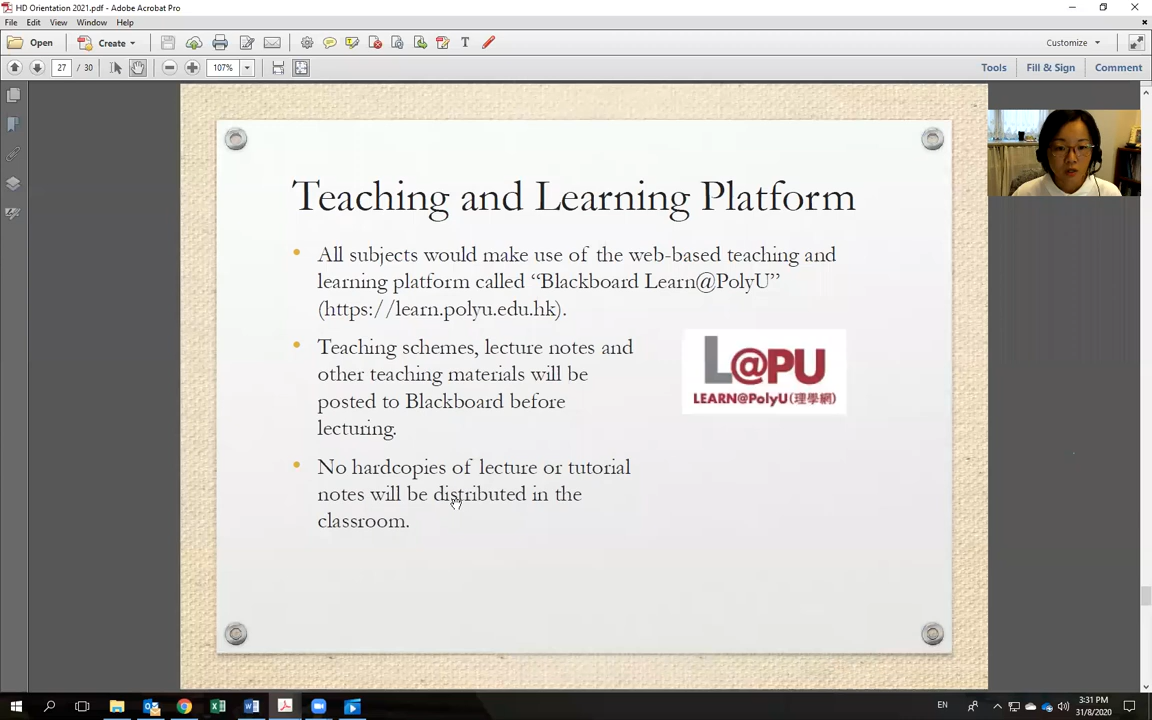 HD Orientation 2021.pdf - Adobe Acrobat Pro
File Edit View Window Help
Open Create Customize
27 / 30 107% Tools Fill & Sign Comment
Teaching and Learning Platform
• All subjects would make use of the web-based teaching and
learning platform called “Blackboard Learn@PolyU”
(https://learn.polyu.edu.hk).
• Teaching schemes, lecture notes and
other teaching materials will be
posted to Blackboard before
lecturing.
L@PU
LEARN@PolyU(理學網)
• No hardcopies of lecture or tutorial
notes will be distributed in the
classroom.
EN
3:31 PM
31/8/2020